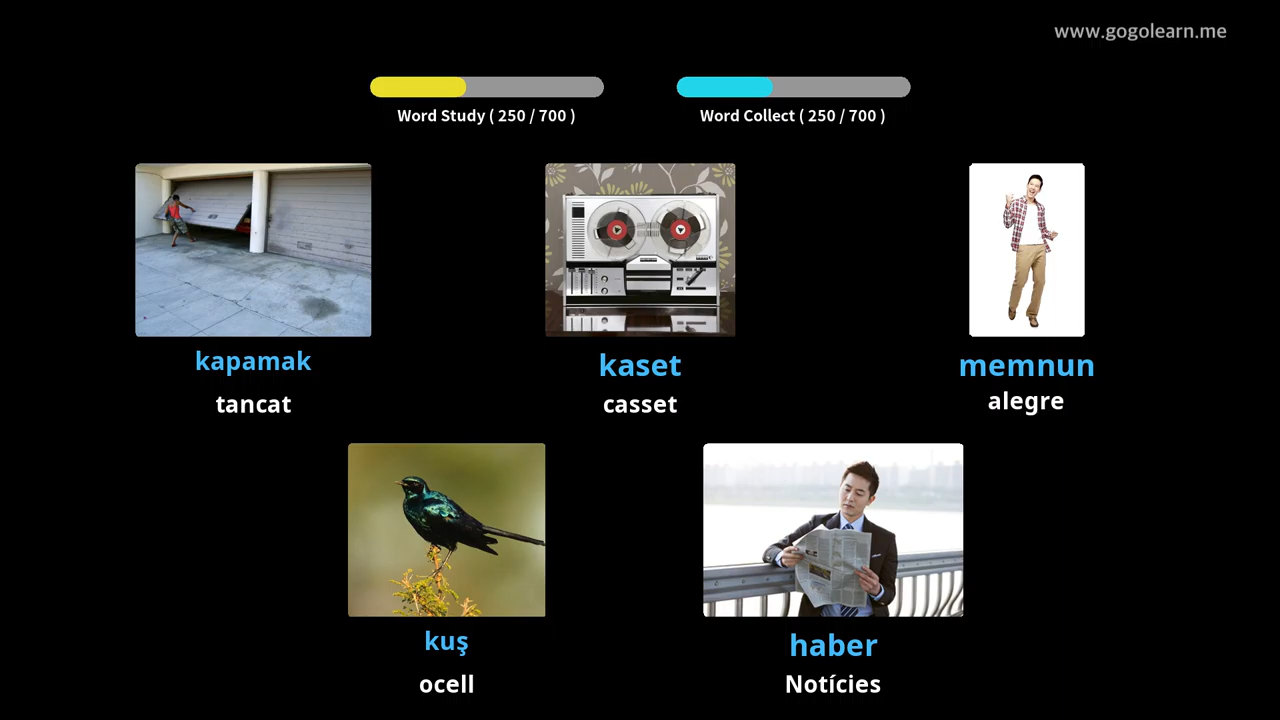 www.gogolearn.me
Word Study ( 250 / 700 )
Word Collect ( 250 / 700 )
kapamak
tancat
kaset
casset
memnun
alegre
kuş
ocell
haber
Notícies